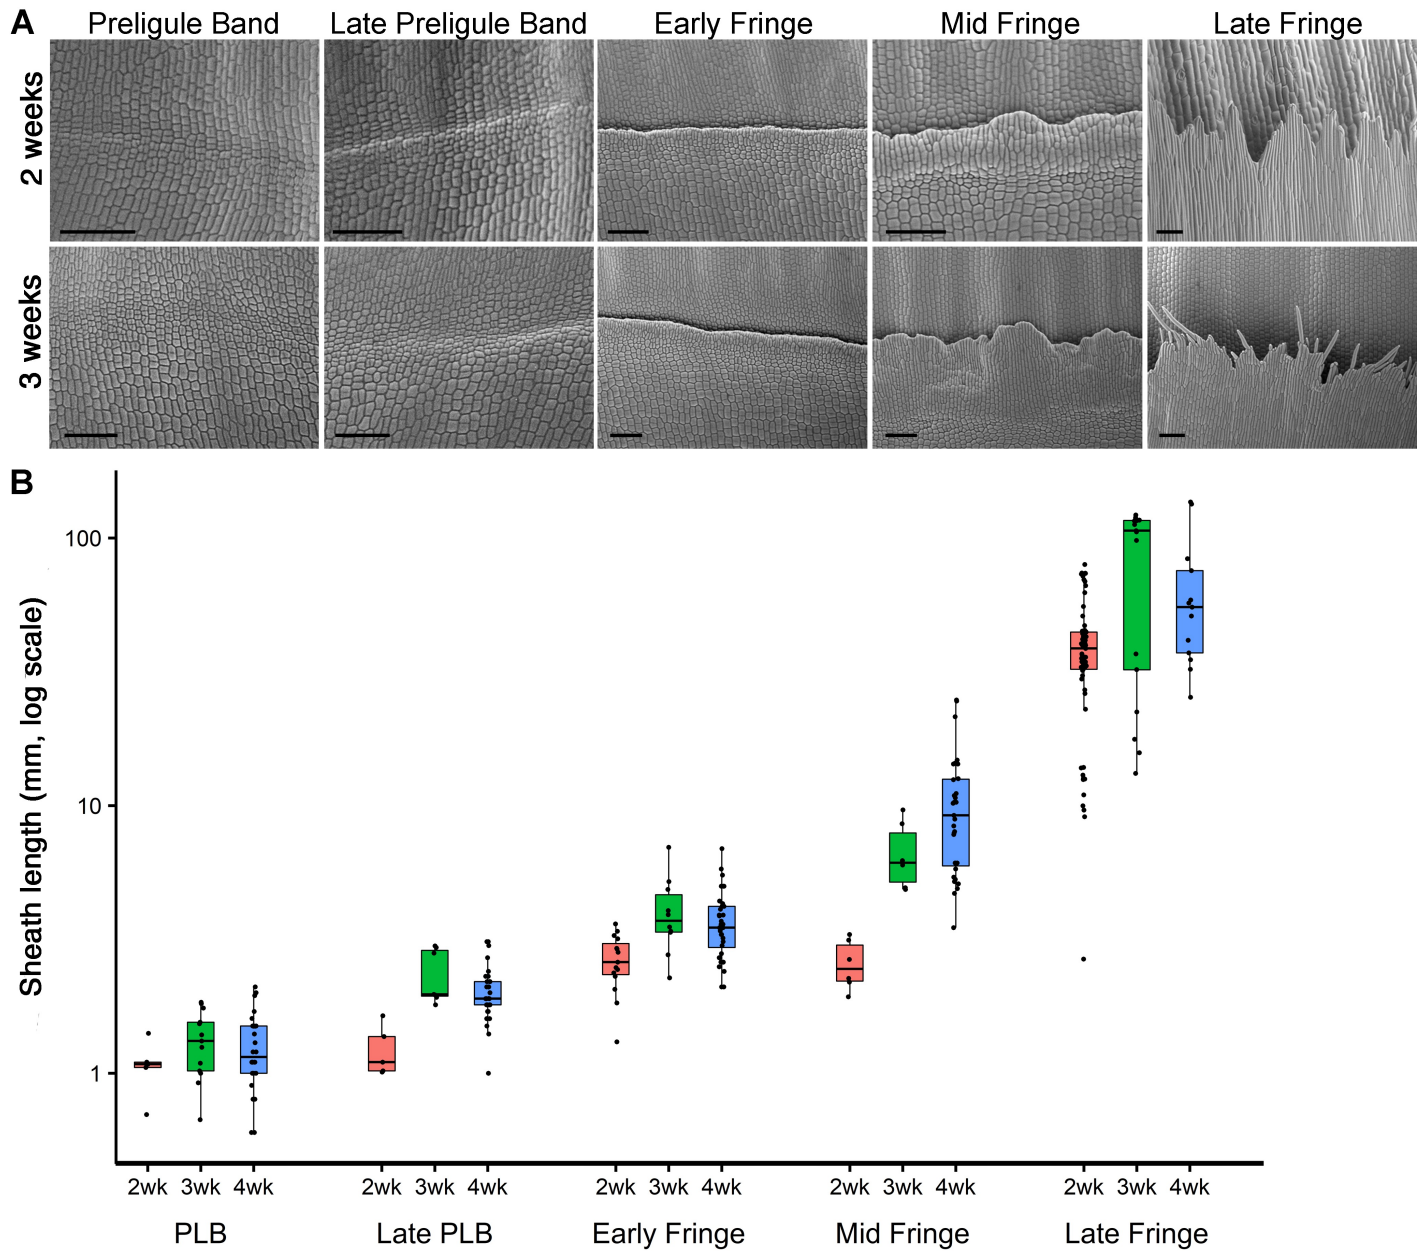 A
Preligule Band
Late Preligule Band
Early Fringe
Mid Fringe
Late Fringe
2 weeks
3 weeks
B
Sheath length (mm, log scale)
100
10
1
2wk 3wk 4wk 2wk 3wk 4wk 2wk 3wk 4wk 2wk 3wk 4wk 2wk 3wk 4wk
PLB
Late PLB
Early Fringe
Mid Fringe
Late Fringe